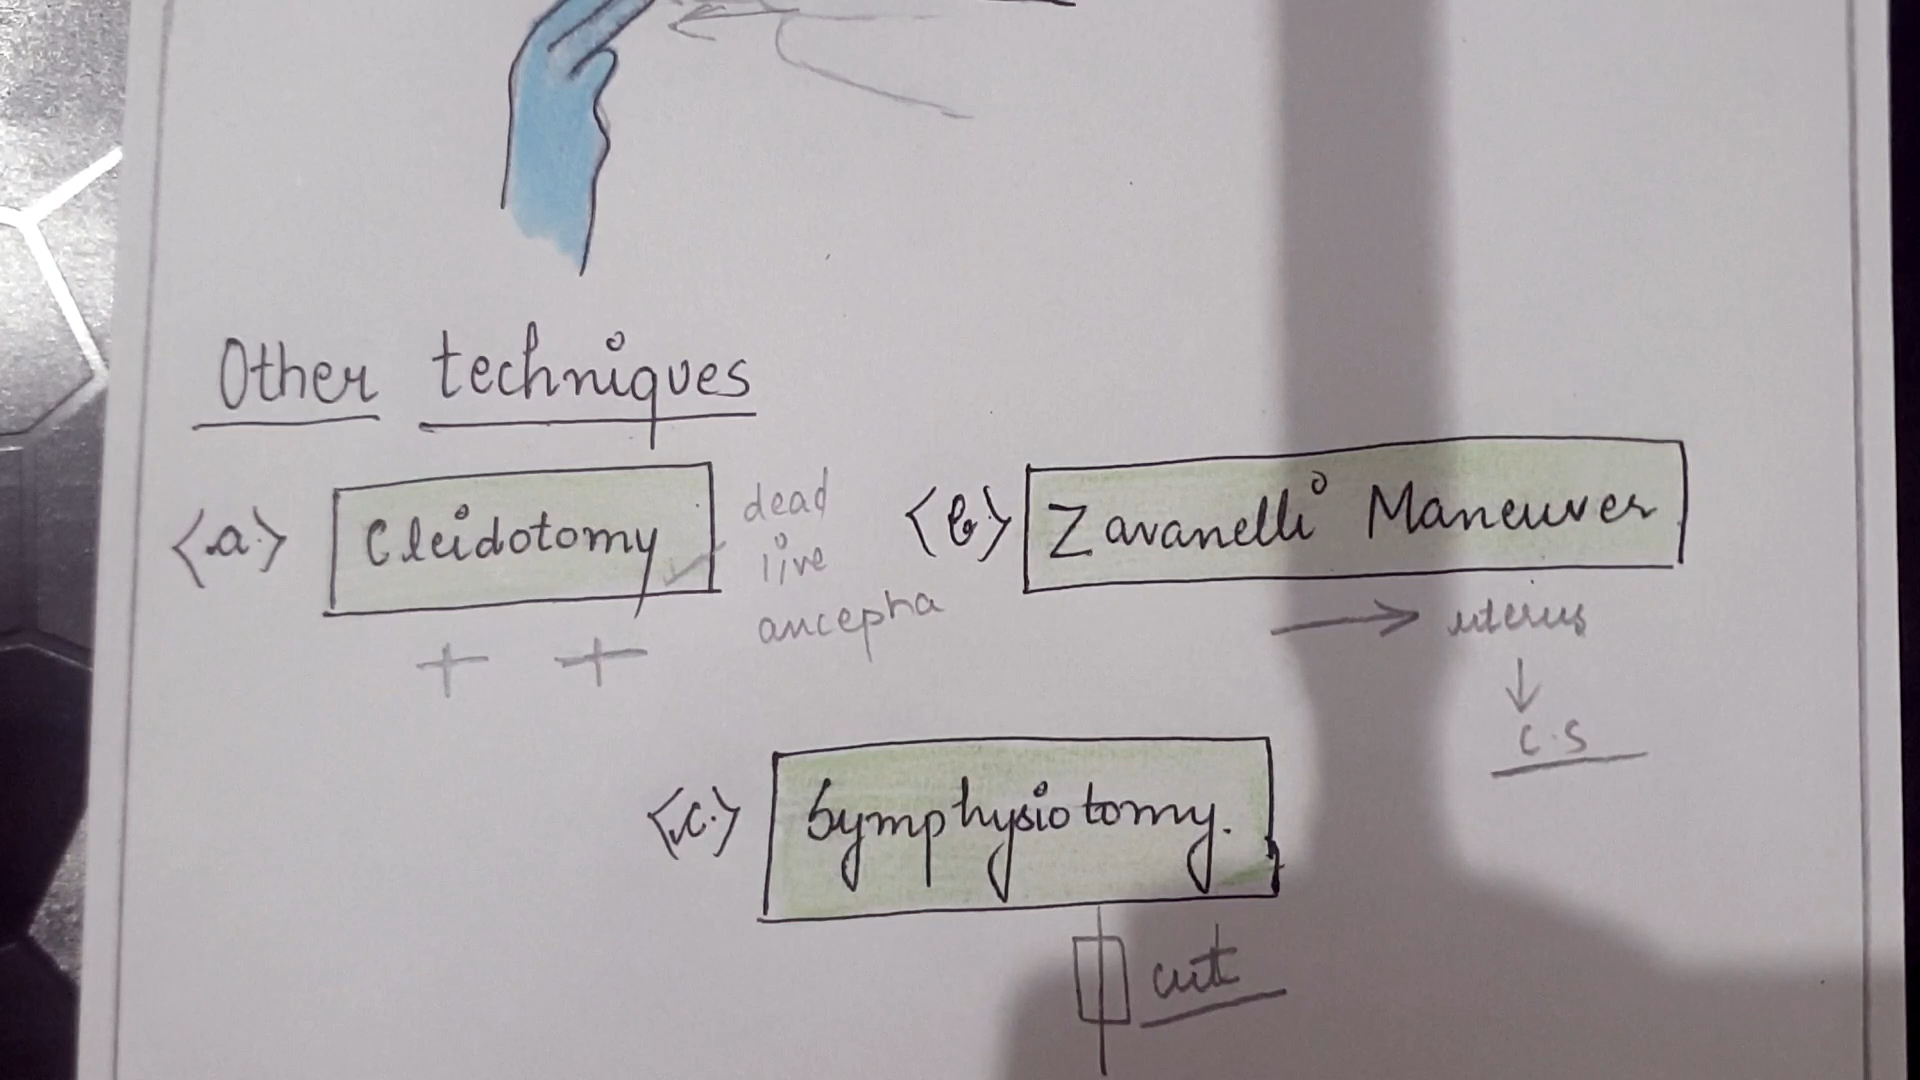 Other techniques
<a.> Cleidotomy
dead
live
ancepha
<b.> Zavanelli Maneuver
uterus
C.S
<c.> Symphysiotomy.
cut